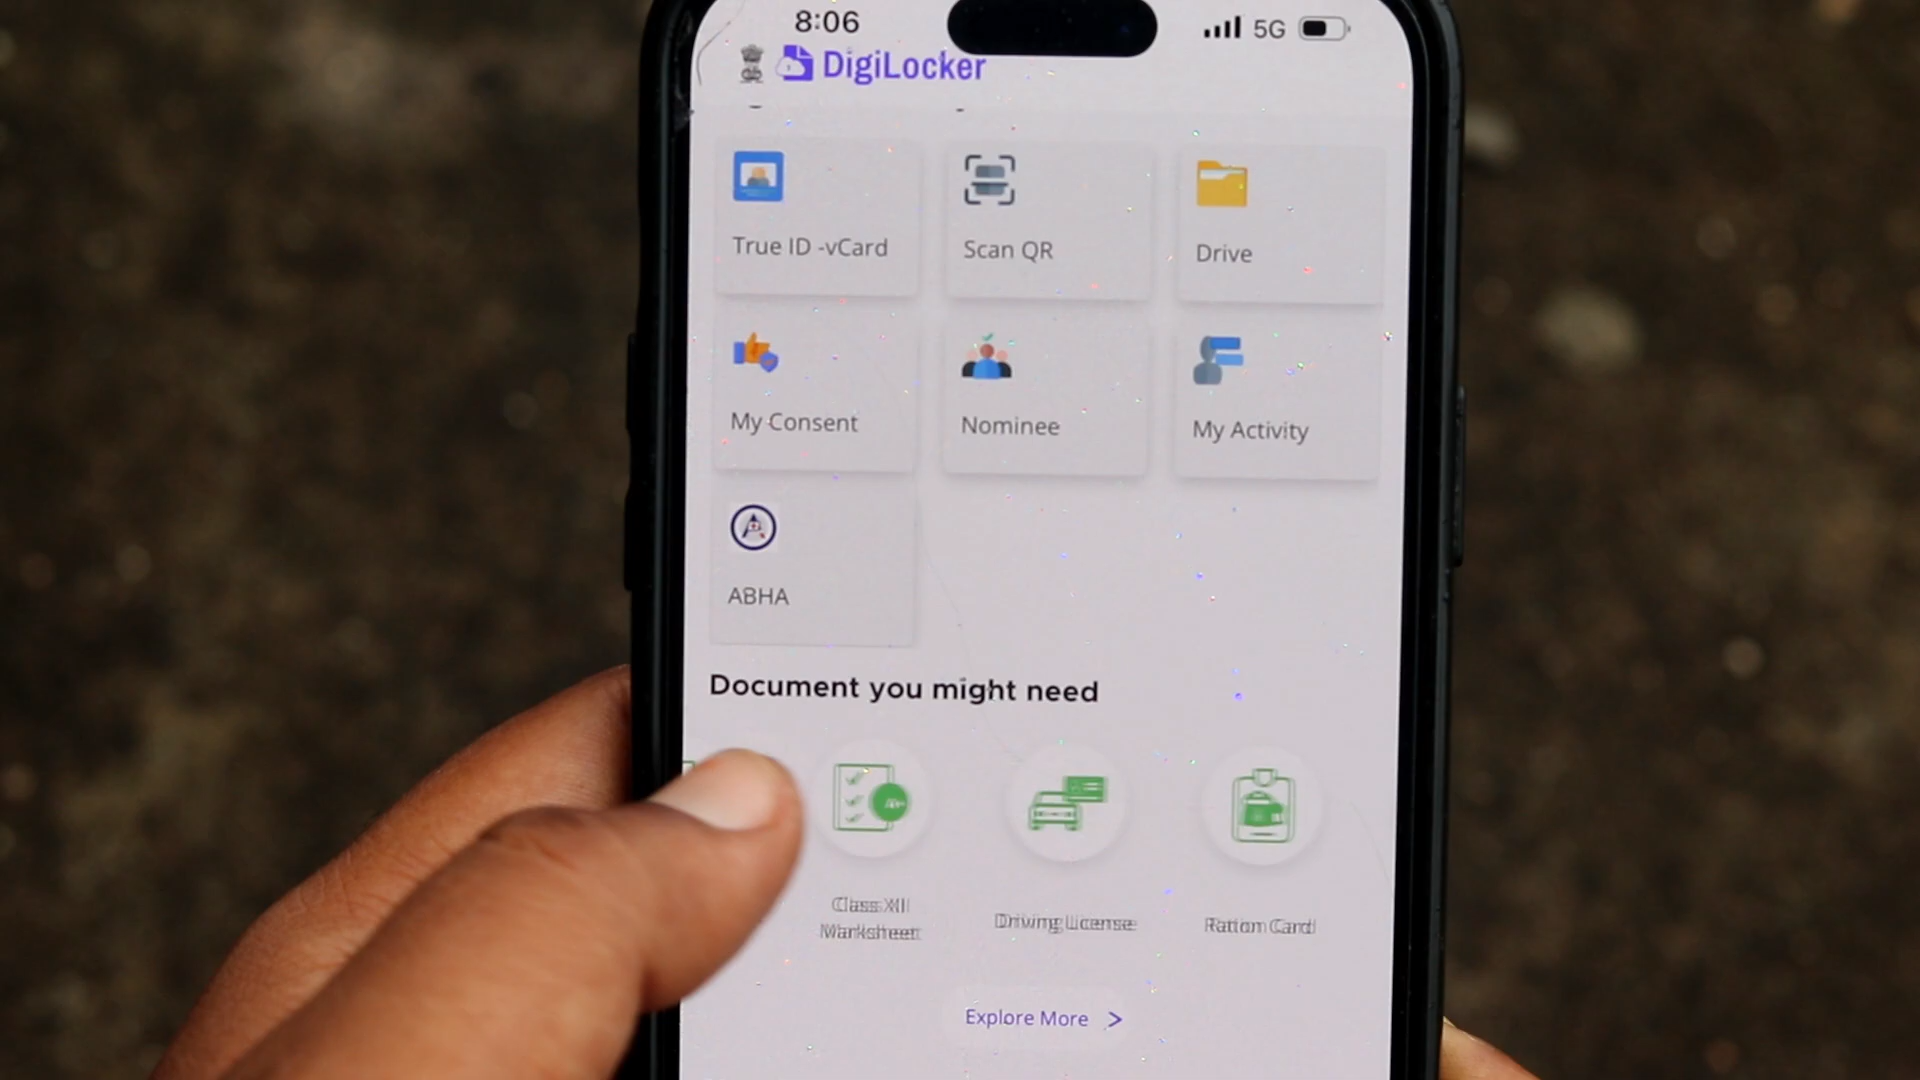 8:06
5G
DigiLocker
True ID -vCard
Scan QR
Drive
My Consent
Nominee
My Activity
ABHA
Document you might need
Class XII
Marksheet
Driving License
Ration Card
Explore More >